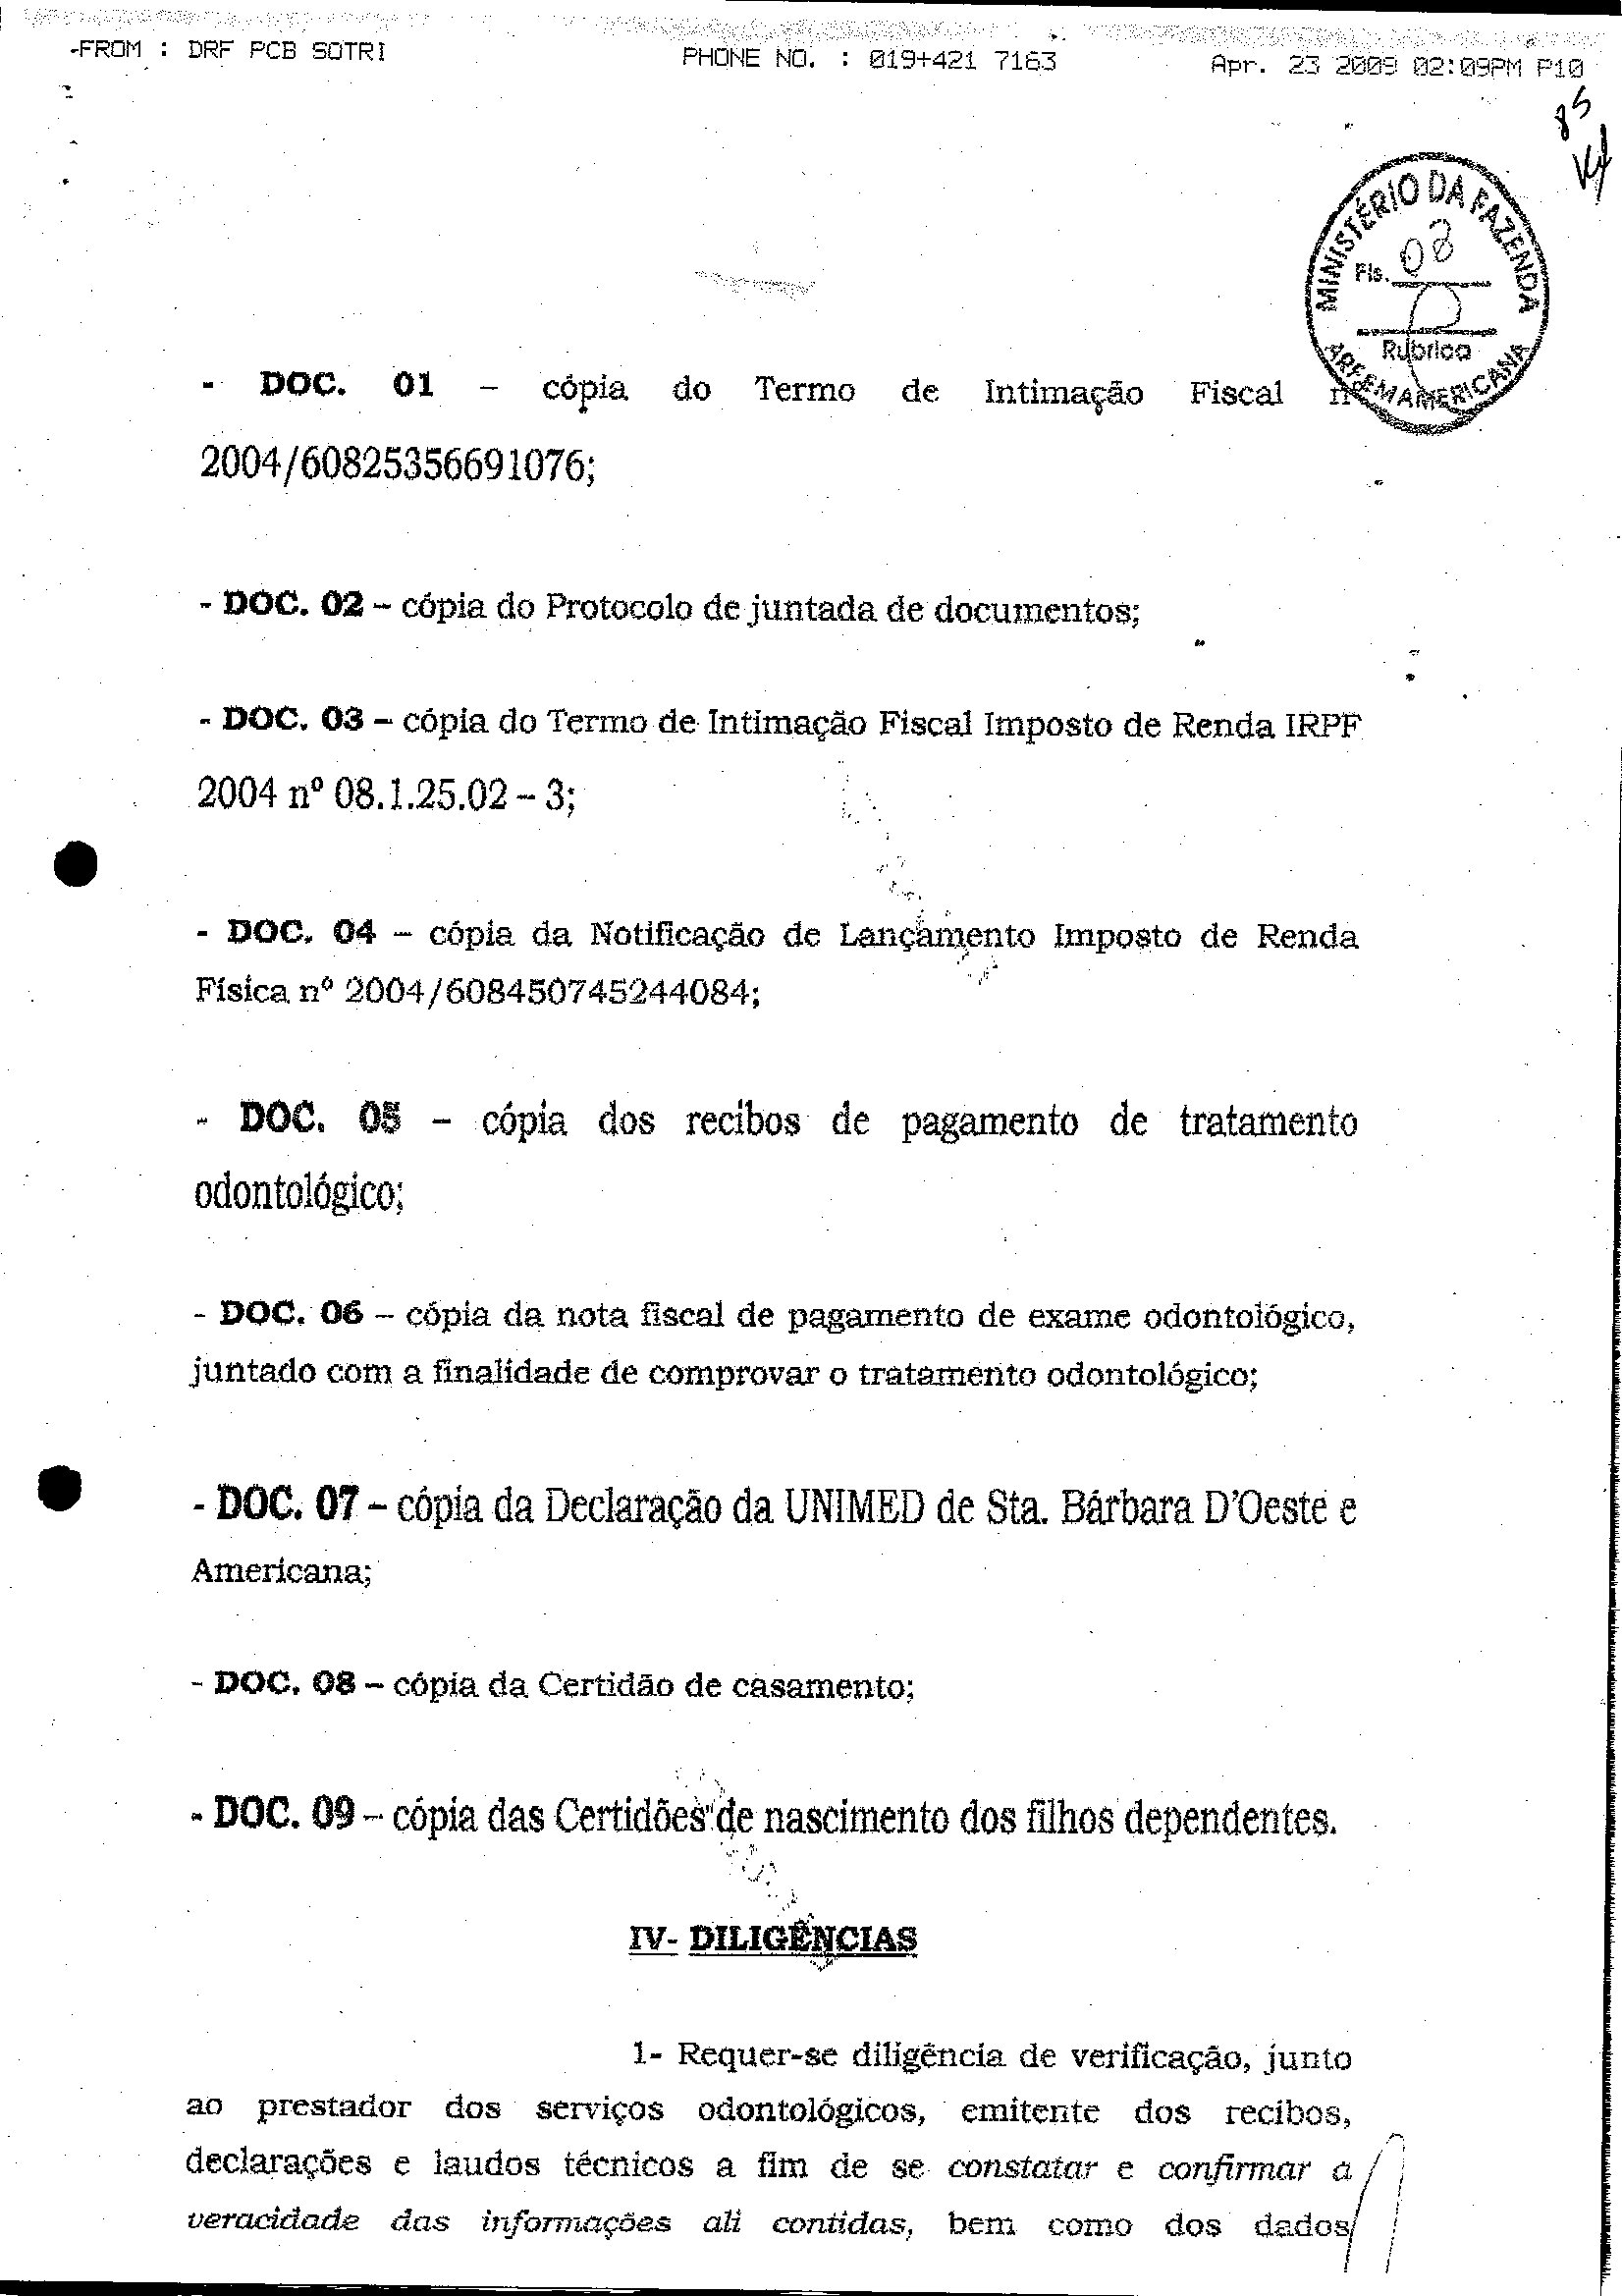 -FROM : DRF PCB SOTRI PHONE NO. : 019+421 7163 Apr. 23 2009 02:09PM P10
85
MINISTÉRIO DA FAZENDA
Fls. 08
Rubrica
ARF EM AMERICANA
- DOC. 01 – cópia do Termo de Intimação Fiscal nº
2004/60825356691076;
- DOC. 02 – cópia do Protocolo de juntada de documentos;
- DOC. 03 – cópia do Termo de Intimação Fiscal Imposto de Renda IRPF
2004 nº 08.1.25.02 – 3;
- DOC. 04 – cópia da Notificação de Lançamento Imposto de Renda
Física nº 2004/608450745244084;
- DOC. 05 – cópia dos recibos de pagamento de tratamento
odontológico;
- DOC. 06 – cópia da nota fiscal de pagamento de exame odontológico,
juntado com a finalidade de comprovar o tratamento odontológico;
- DOC. 07 – cópia da Declaração da UNIMED de Sta. Bárbara D'Oeste e
Americana;
- DOC. 08 – cópia da Certidão de casamento;
- DOC. 09 – cópia das Certidões de nascimento dos filhos dependentes.
IV- DILIGÊNCIAS
1- Requer-se diligência de verificação, junto
ao prestador dos serviços odontológicos, emitente dos recibos,
declarações e laudos técnicos a fim de se constatar e confirmar a
veracidade das informações ali contidas, bem como dos dados